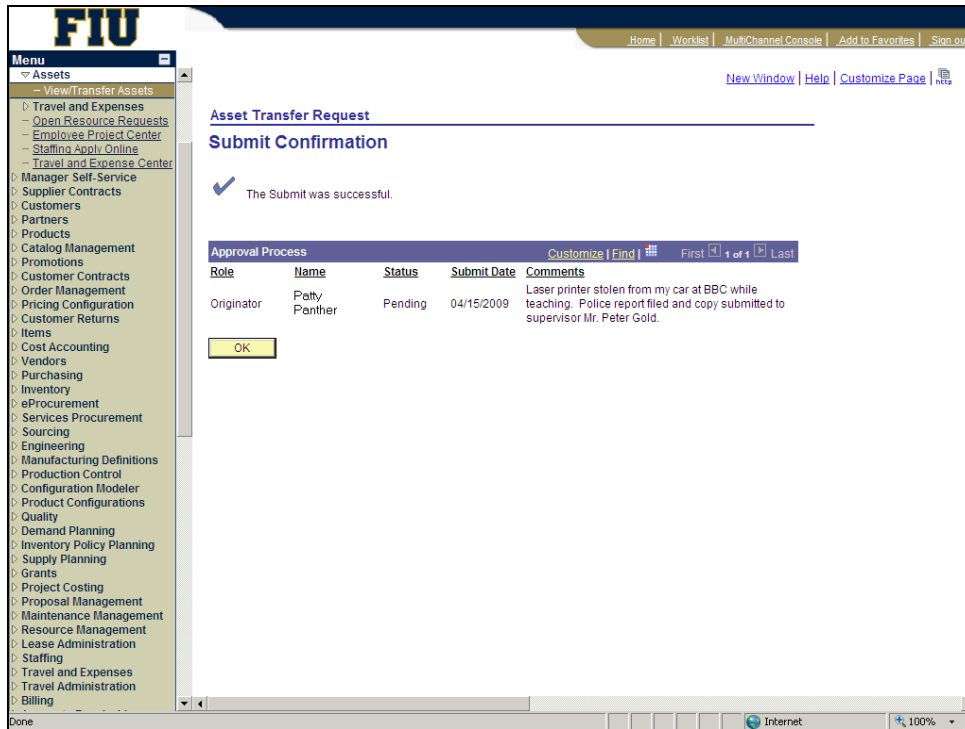 FIU
Home | Worklist | MultiChannel Console | Add to Favorites | Sign ou
Menu
Assets
– View/Transfer Assets
Travel and Expenses
– Open Resource Requests
– Employee Project Center
– Staffing Apply Online
– Travel and Expense Center
Manager Self-Service
Supplier Contracts
Customers
Partners
Products
Catalog Management
Promotions
Customer Contracts
Order Management
Pricing Configuration
Customer Returns
Items
Cost Accounting
Vendors
Purchasing
Inventory
eProcurement
Services Procurement
Sourcing
Engineering
Manufacturing Definitions
Production Control
Configuration Modeler
Product Configurations
Quality
Demand Planning
Inventory Policy Planning
Supply Planning
Grants
Project Costing
Proposal Management
Maintenance Management
Resource Management
Lease Administration
Staffing
Travel and Expenses
Travel Administration
Billing
New Window | Help | Customize Page | http
Asset Transfer Request
Submit Confirmation
The Submit was successful.
Approval Process Customize | Find | First 1 of 1 Last
Role Name Status Submit Date Comments
Originator Patty Panther Pending 04/15/2009 Laser printer stolen from my car at BBC while
teaching. Police report filed and copy submitted to
supervisor Mr. Peter Gold.
OK
Done Internet 100%